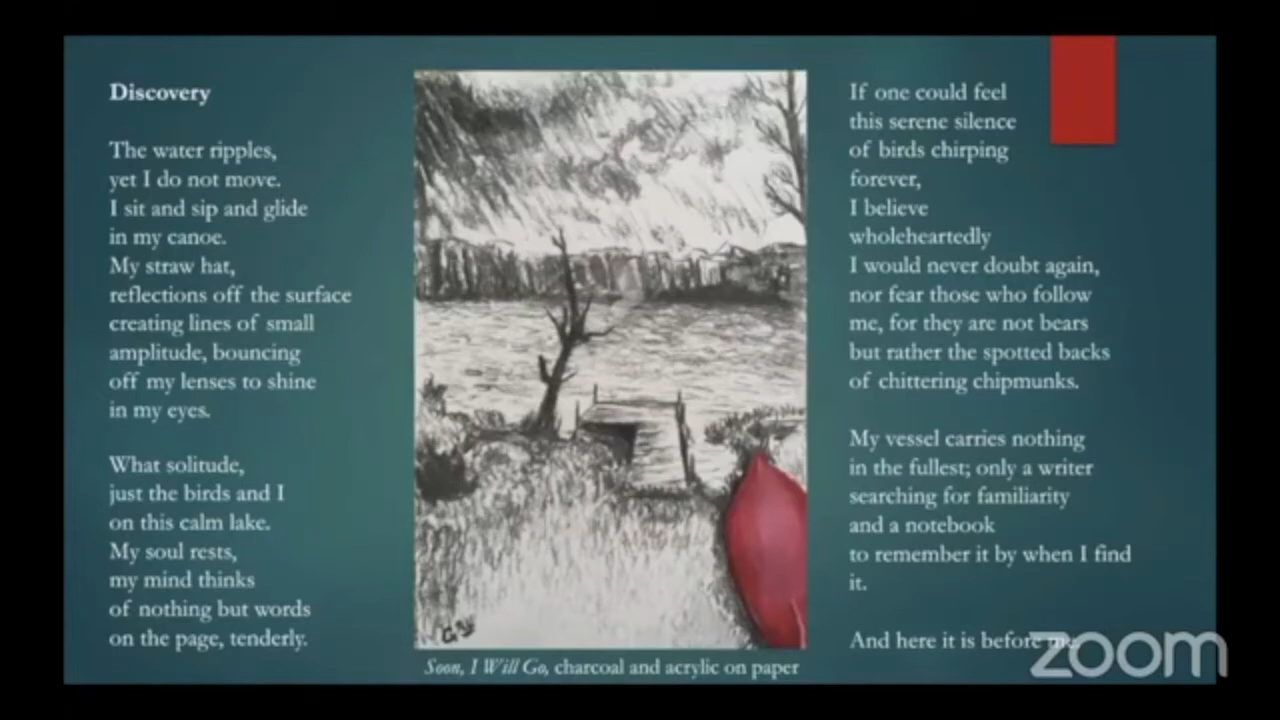 Discovery
The water ripples,
yet I do not move.
I sit and sip and glide
in my canoe.
My straw hat,
reflections off the surface
creating lines of small
amplitude, bouncing
off my lenses to shine
in my eyes.
What solitude,
just the birds and I
on this calm lake.
My soul rests,
my mind thinks
of nothing but words
on the page, tenderly.
Soon, I Will Go, charcoal and acrylic on paper
If one could feel
this serene silence
of birds chirping
forever,
I believe
wholeheartedly
I would never doubt again,
nor fear those who follow
me, for they are not bears
but rather the spotted backs
of chittering chipmunks.
My vessel carries nothing
in the fullest; only a writer
searching for familiarity
and a notebook
to remember it by when I find
it.
And here it is before me.
zoom